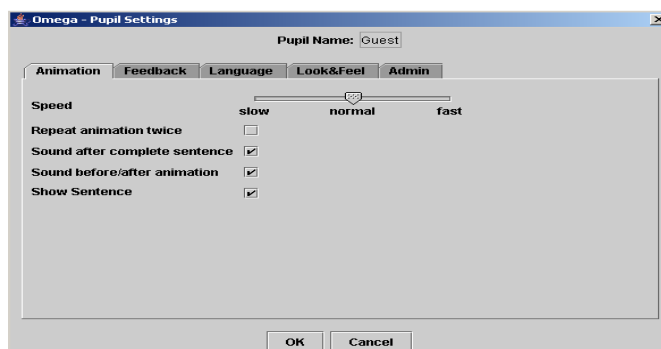 Omega - Pupil Settings
Pupil Name: Guest
Animation Feedback Language Look&Feel Admin
Speed
slow normal fast
Repeat animation twice
Sound after complete sentence
Sound before/after animation
Show Sentence
OK Cancel